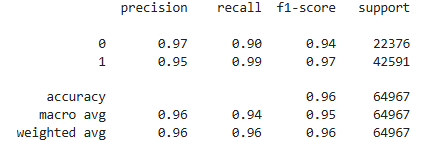 precision recall f1-score support
0 0.97 0.90 0.94 22376
1 0.95 0.99 0.97 42591
accuracy 0.96 64967
macro avg 0.96 0.94 0.95 64967
weighted avg 0.96 0.96 0.96 64967